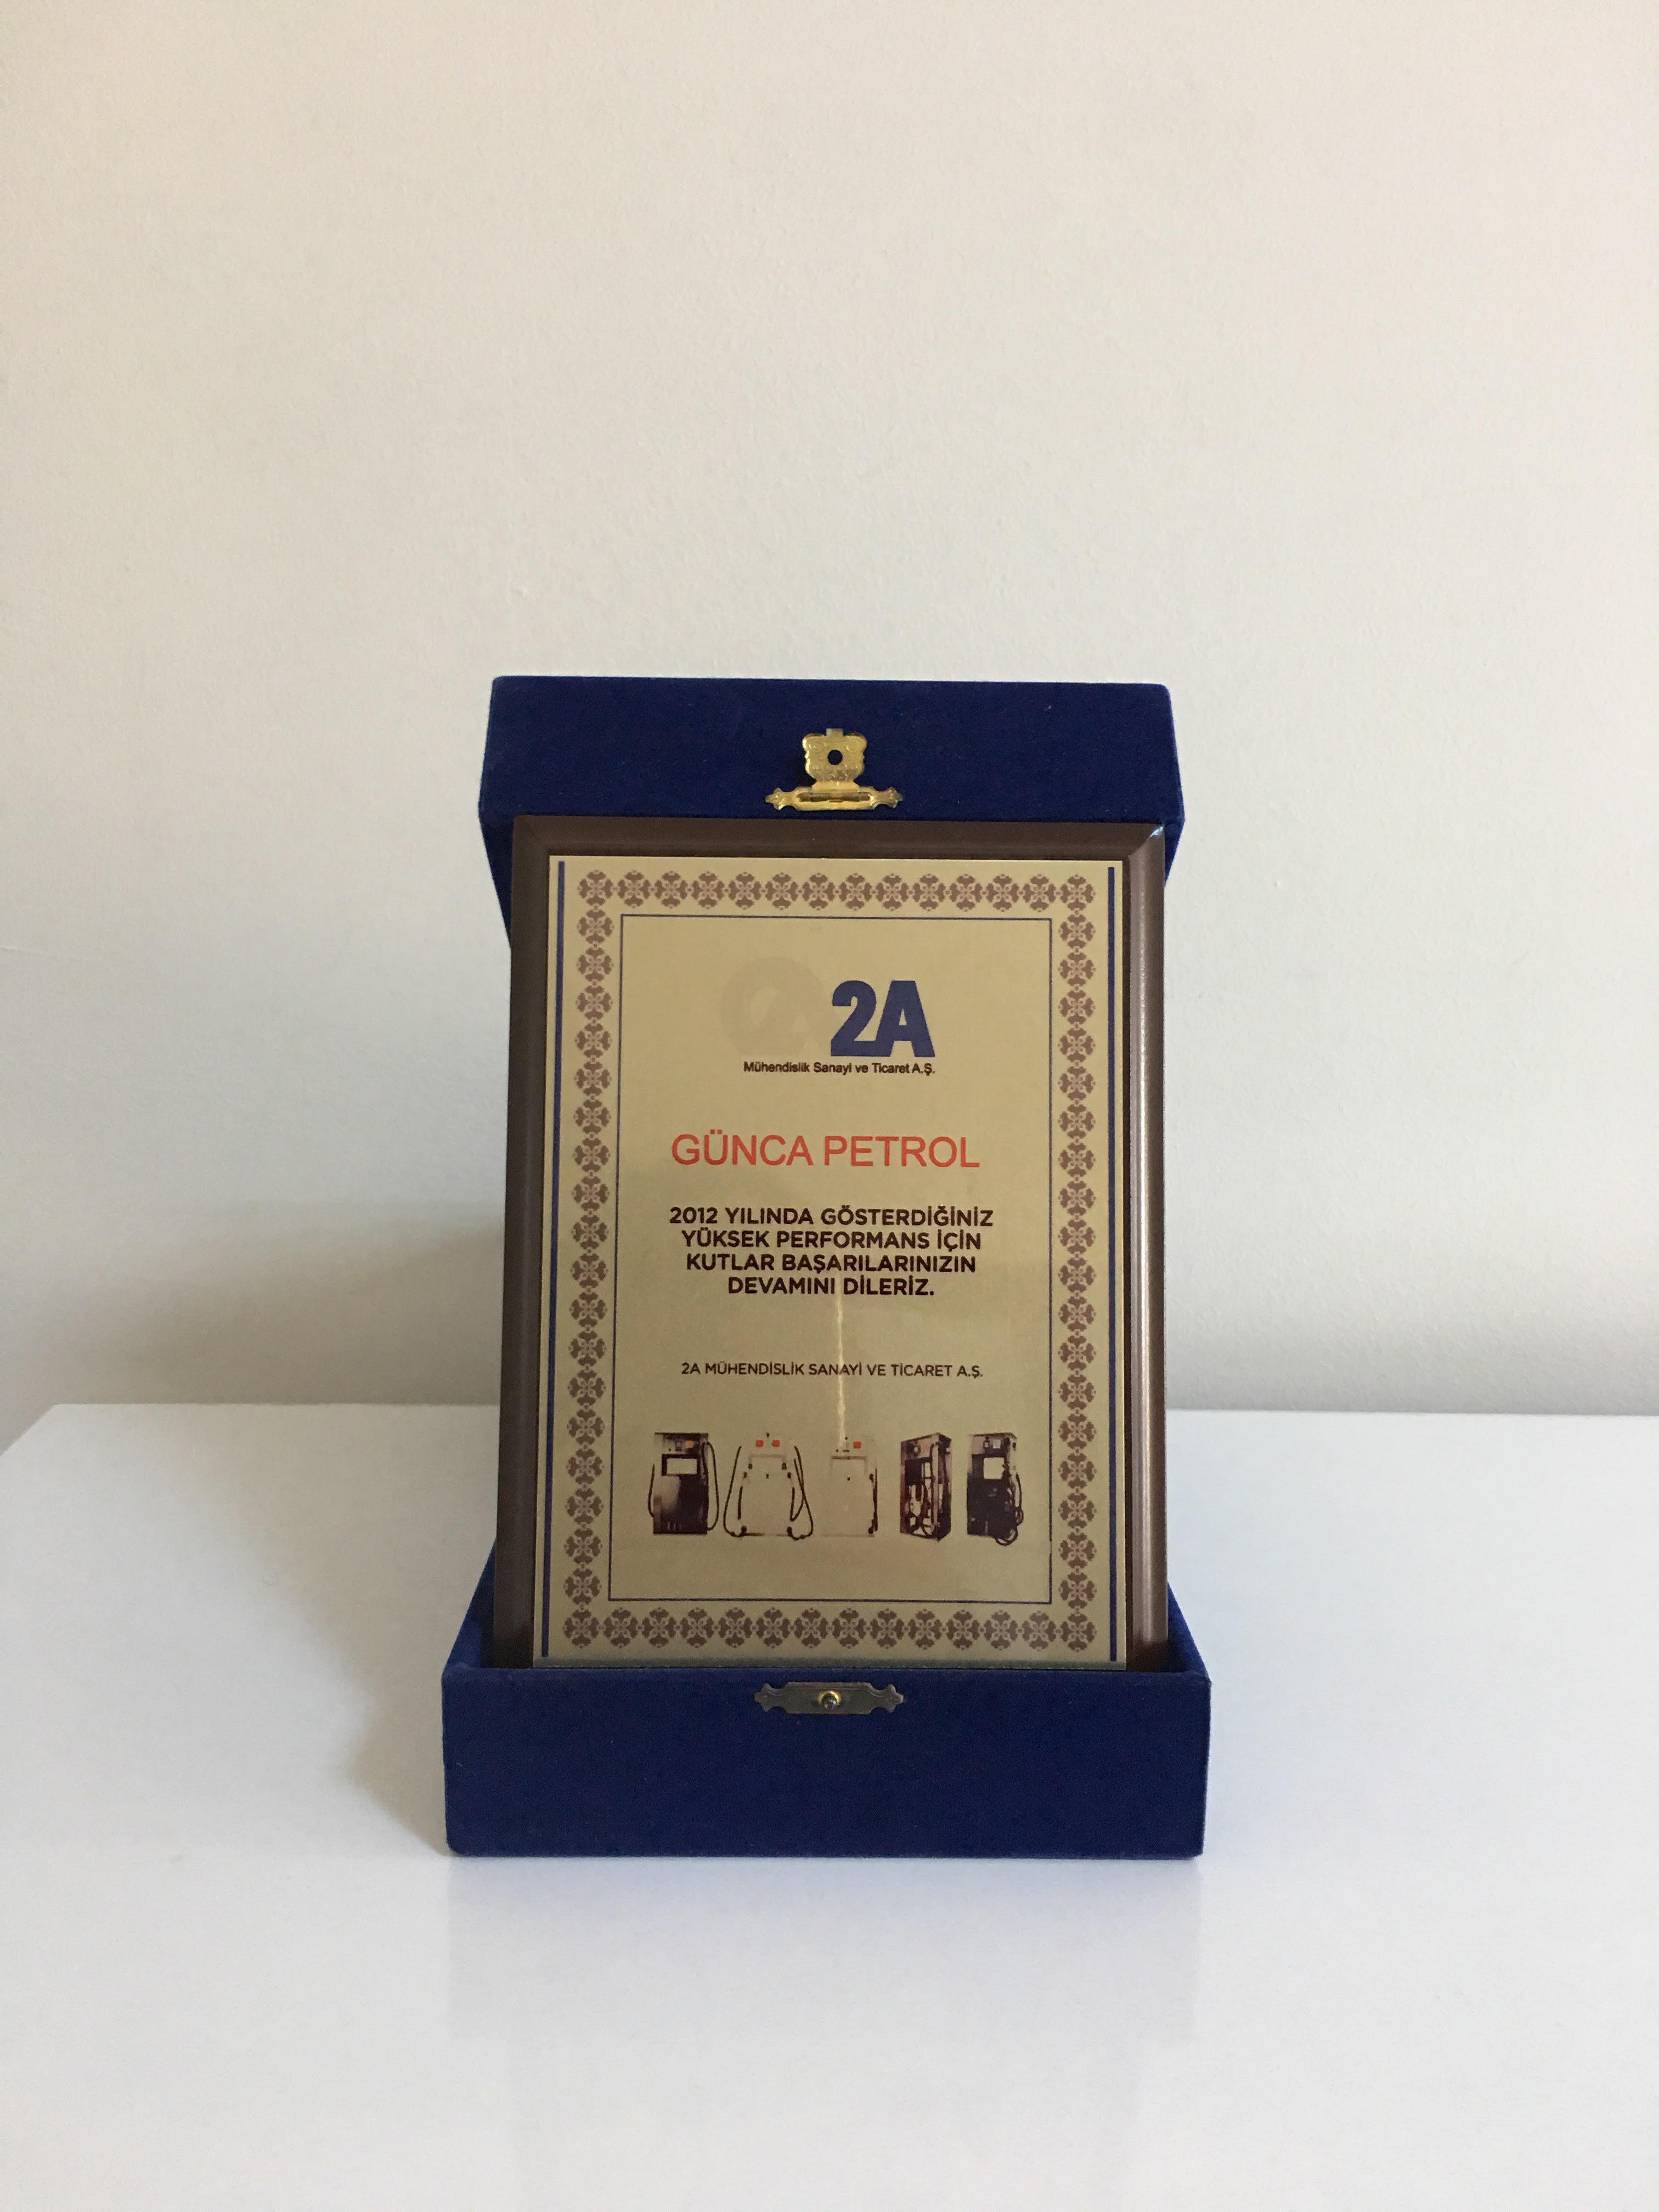 2A
Mühendislik Sanayi ve Ticaret A.Ş.
GÜNCA PETROL
2012 YILINDA GÖSTERDİĞİNİZ
YÜKSEK PERFORMANS İÇİN
KUTLAR BAŞARILARINIZIN
DEVAMINI DİLERİZ.
2A MÜHENDİSLİK SANAYİ VE TİCARET A.Ş.